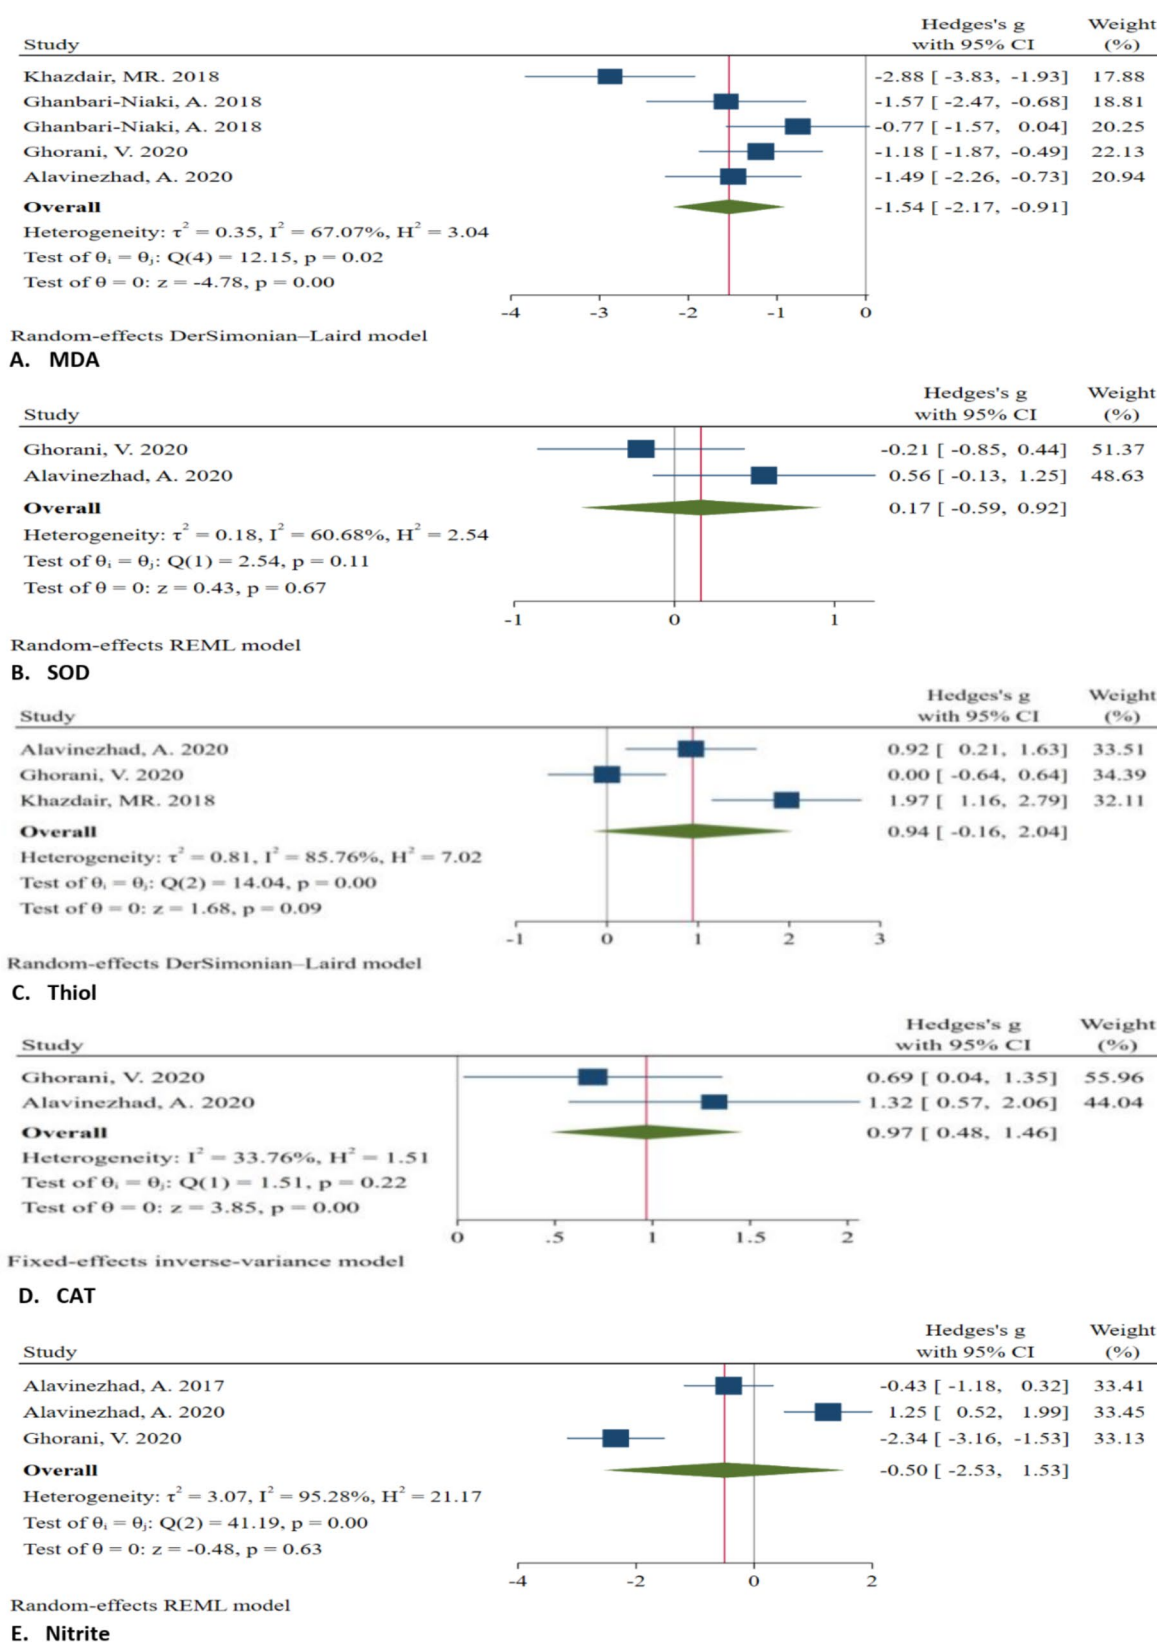 Hedges's g Weight
Study with 95% CI (%)
Khazdair, MR. 2018 -2.88 [ -3.83, -1.93] 17.88
Ghanbari-Niaki, A. 2018 -1.57 [ -2.47, -0.68] 18.81
Ghanbari-Niaki, A. 2018 -0.77 [ -1.57, 0.04] 20.25
Ghorani, V. 2020 -1.18 [ -1.87, -0.49] 22.13
Alavinezhad, A. 2020 -1.49 [ -2.26, -0.73] 20.94
Overall -1.54 [ -2.17, -0.91]
Heterogeneity: τ² = 0.35, I² = 67.07%, H² = 3.04
Test of θᵢ = θⱼ: Q(4) = 12.15, p = 0.02
Test of θ = 0: z = -4.78, p = 0.00
-4 -3 -2 -1 0
Random-effects DerSimonian–Laird model
A. MDA
Hedges's g Weight
Study with 95% CI (%)
Ghorani, V. 2020 -0.21 [ -0.85, 0.44] 51.37
Alavinezhad, A. 2020 0.56 [ -0.13, 1.25] 48.63
Overall 0.17 [ -0.59, 0.92]
Heterogeneity: τ² = 0.18, I² = 60.68%, H² = 2.54
Test of θᵢ = θⱼ: Q(1) = 2.54, p = 0.11
Test of θ = 0: z = 0.43, p = 0.67
-1 0 1
Random-effects REML model
B. SOD
Hedges's g Weight
Study with 95% CI (%)
Alavinezhad, A. 2020 0.92 [ 0.21, 1.63] 33.51
Ghorani, V. 2020 0.00 [ -0.64, 0.64] 34.39
Khazdair, MR. 2018 1.97 [ 1.16, 2.79] 32.11
Overall 0.94 [ -0.16, 2.04]
Heterogeneity: τ² = 0.81, I² = 85.76%, H² = 7.02
Test of θᵢ = θⱼ: Q(2) = 14.04, p = 0.00
Test of θ = 0: z = 1.68, p = 0.09
-1 0 1 2 3
Random-effects DerSimonian–Laird model
C. Thiol
Hedges's g Weight
Study with 95% CI (%)
Ghorani, V. 2020 0.69 [ 0.04, 1.35] 55.96
Alavinezhad, A. 2020 1.32 [ 0.57, 2.06] 44.04
Overall 0.97 [ 0.48, 1.46]
Heterogeneity: I² = 33.76%, H² = 1.51
Test of θᵢ = θⱼ: Q(1) = 1.51, p = 0.22
Test of θ = 0: z = 3.85, p = 0.00
0 .5 1 1.5 2
Fixed-effects inverse-variance model
D. CAT
Hedges's g Weight
Study with 95% CI (%)
Alavinezhad, A. 2017 -0.43 [ -1.18, 0.32] 33.41
Alavinezhad, A. 2020 1.25 [ 0.52, 1.99] 33.45
Ghorani, V. 2020 -2.34 [ -3.16, -1.53] 33.13
Overall -0.50 [ -2.53, 1.53]
Heterogeneity: τ² = 3.07, I² = 95.28%, H² = 21.17
Test of θᵢ = θⱼ: Q(2) = 41.19, p = 0.00
Test of θ = 0: z = -0.48, p = 0.63
-4 -2 0 2
Random-effects REML model
E. Nitrite